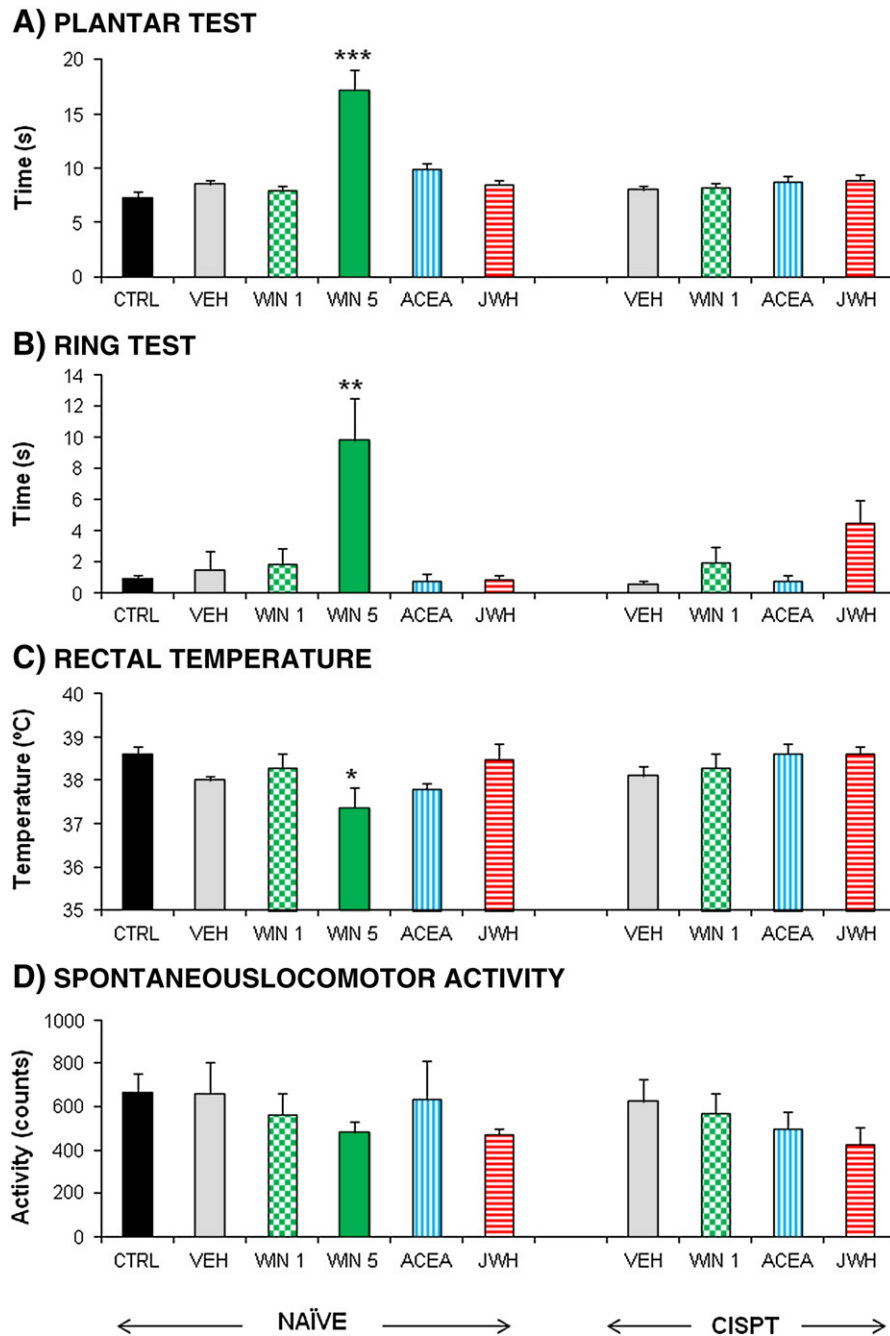 A) PLANTAR TEST
***
20
15
10
5
0
Time (s)
CTRL VEH WIN 1 WIN 5 ACEA JWH VEH WIN 1 ACEA JWH
B) RING TEST
**
14
12
10
8
6
4
2
0
Time (s)
CTRL VEH WIN 1 WIN 5 ACEA JWH VEH WIN 1 ACEA JWH
C) RECTAL TEMPERATURE
*
40
39
38
37
36
35
Temperature (ºC)
CTRL VEH WIN 1 WIN 5 ACEA JWH VEH WIN 1 ACEA JWH
D) SPONTANEOUSLOCOMOTOR ACTIVITY
1000
800
600
400
200
0
Activity (counts)
CTRL VEH WIN 1 WIN 5 ACEA JWH VEH WIN 1 ACEA JWH
NAÏVE CISPT